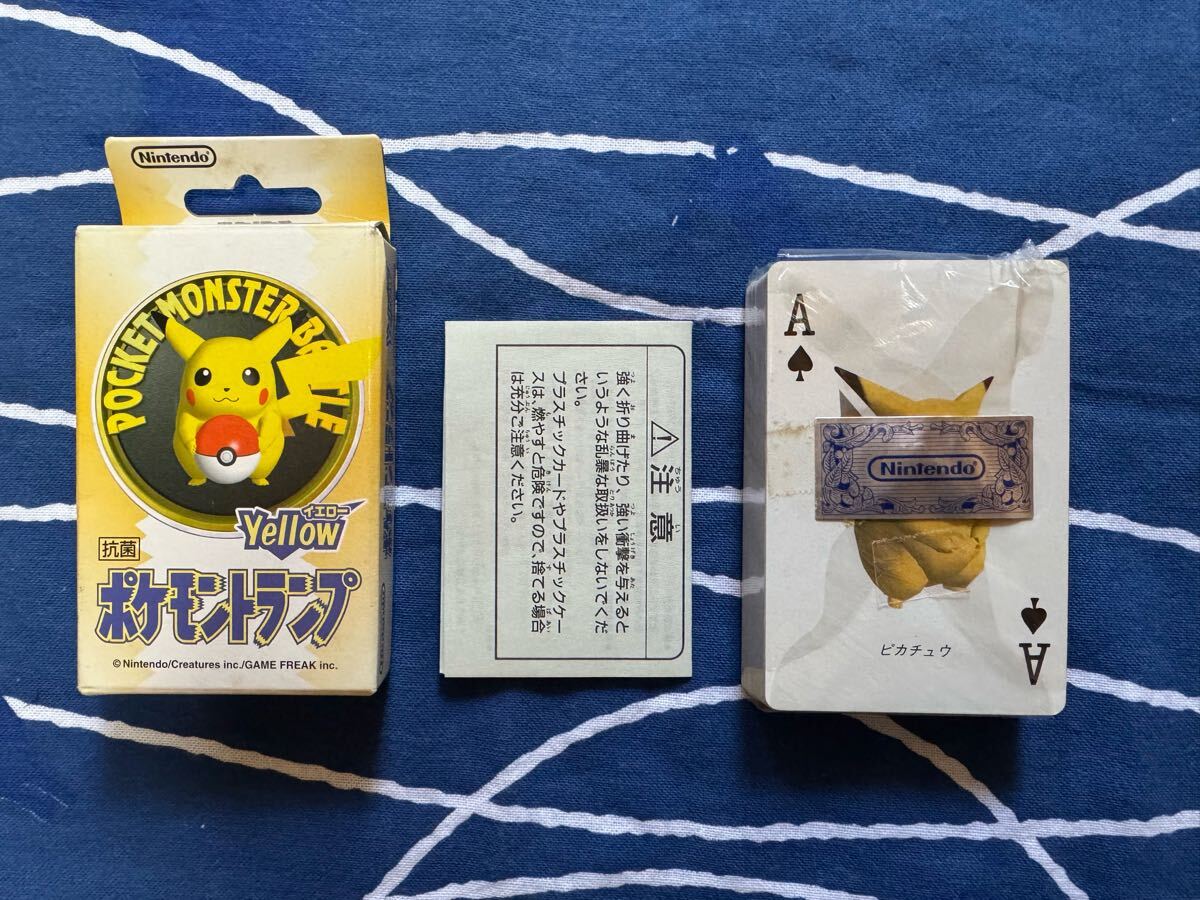 Nintendo
POCKET MONSTER BATTLE
イエロー
Yellow
抗菌
ポケモントランプ
© Nintendo/Creatures inc./GAME FREAK inc.
注意
ちゅう い
強く折り曲げたり、強い衝撃を与えると
いうような乱暴な取扱いをしないでくだ
さい。
プラスチックカードやプラスチックケー
スは、燃やすと危険ですので、捨てる場合
は充分ご注意ください。
A
Nintendo
ピカチュウ
A